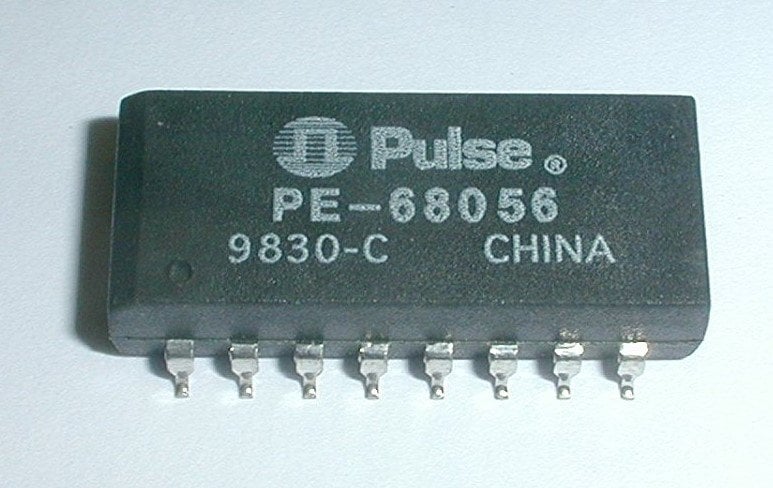 Pulse ®
PE-68056
9830-C CHINA